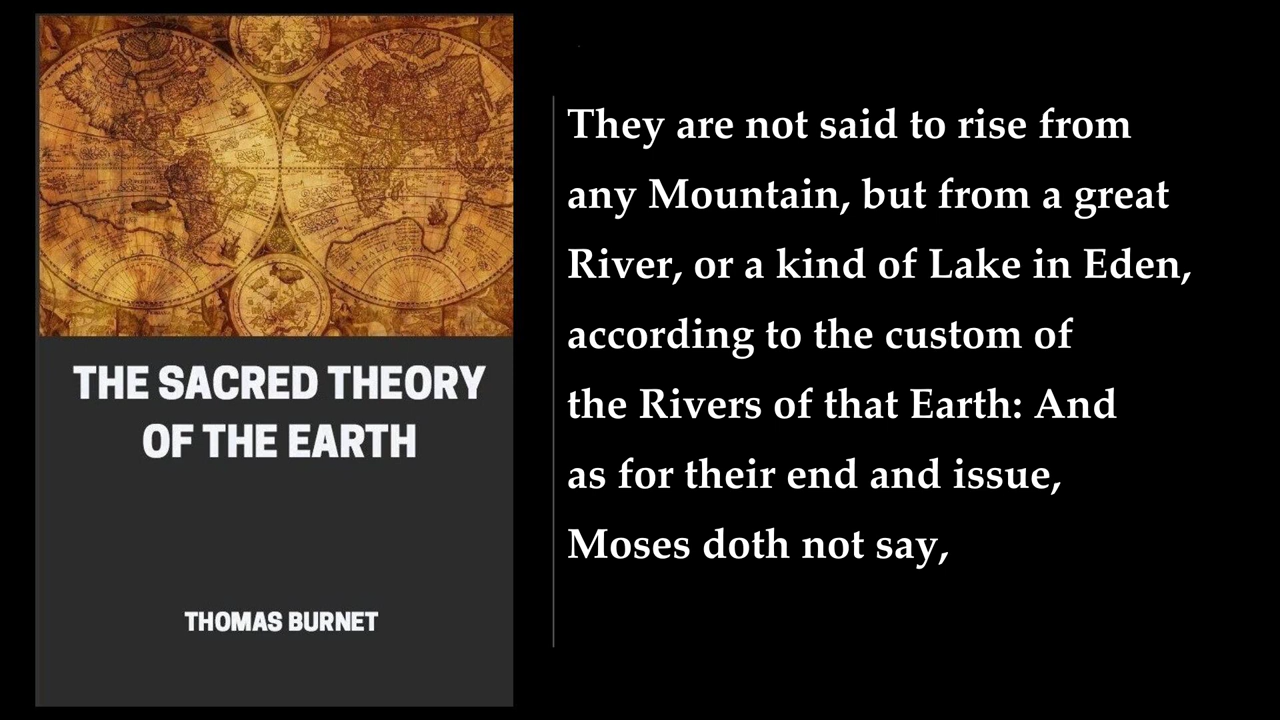 THE SACRED THEORY
OF THE EARTH
THOMAS BURNET
They are not said to rise from
any Mountain, but from a great
River, or a kind of Lake in Eden,
according to the custom of
the Rivers of that Earth: And
as for their end and issue,
Moses doth not say,